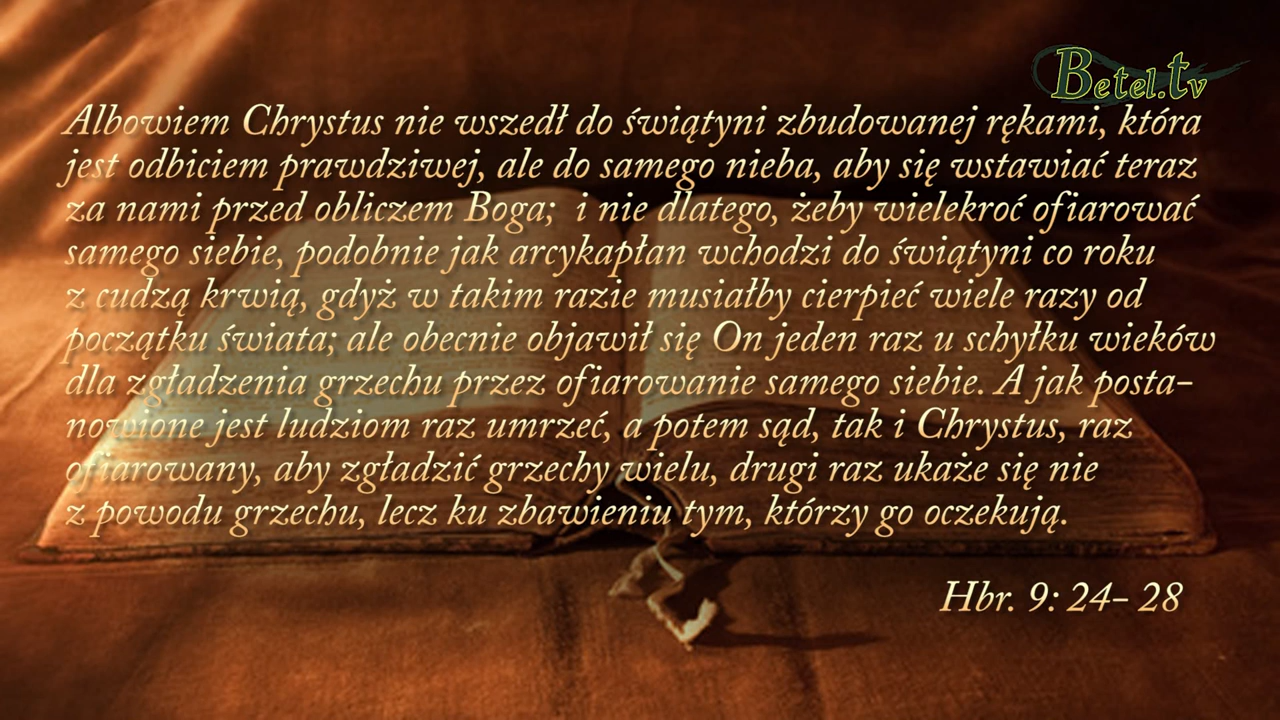 Betel.tv
Albowiem Chrystus nie wszedł do świątyni zbudowanej rękami, która
jest odbiciem prawdziwej, ale do samego nieba, aby się wstawiać teraz
za nami przed obliczem Boga;  i nie dlatego, żeby wielekroć ofiarować
samego siebie, podobnie jak arcykapłan wchodzi do świątyni co roku
z cudzą krwią, gdyż w takim razie musiałby cierpieć wiele razy od
początku świata; ale obecnie objawił się On jeden raz u schyłku wieków
dla zgładzenia grzechu przez ofiarowanie samego siebie. A jak posta-
nowione jest ludziom raz umrzeć, a potem sąd, tak i Chrystus, raz
ofiarowany, aby zgładzić grzechy wielu, drugi raz ukaże się nie
z powodu grzechu, lecz ku zbawieniu tym, którzy go oczekują.
Hbr. 9: 24- 28